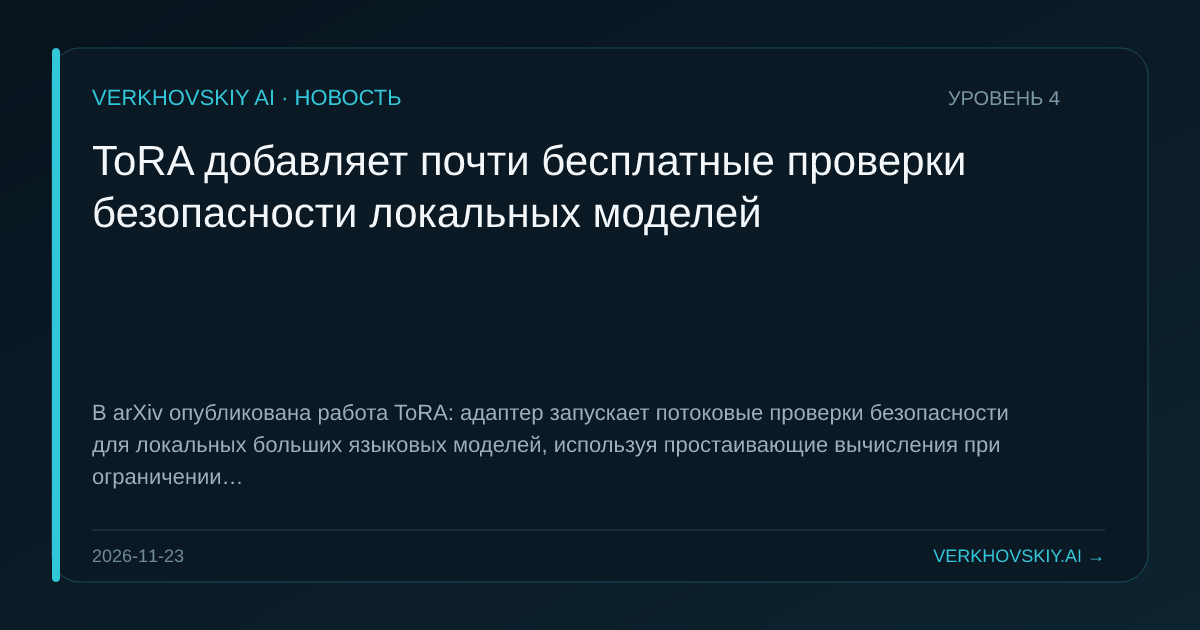 VERKHOVSKIY AI · НОВОСТЬ
УРОВЕНЬ 4
ToRA добавляет почти бесплатные проверки
безопасности локальных моделей
В arXiv опубликована работа ToRA: адаптер запускает потоковые проверки безопасности
для локальных больших языковых моделей, используя простаивающие вычисления при
ограничении…
2026-11-23
VERKHOVSKIY.AI →